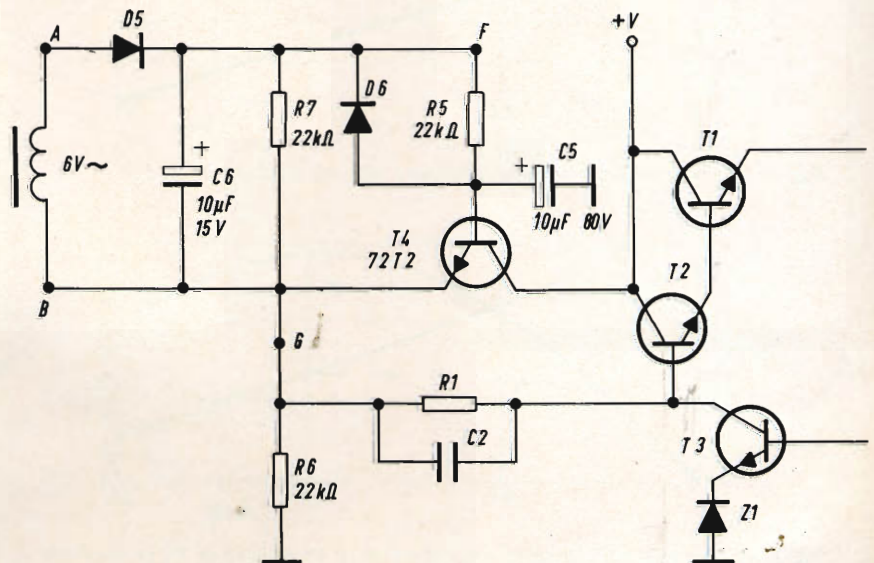 A
D5
F
+V
D6
R7
22kΩ
R5
22kΩ
T1
6V~
+
C6
10µF
15V
+
C5
10µF 80V
T4
72T2
T2
B
G
R1
C2
T3
R6
22kΩ
Z1